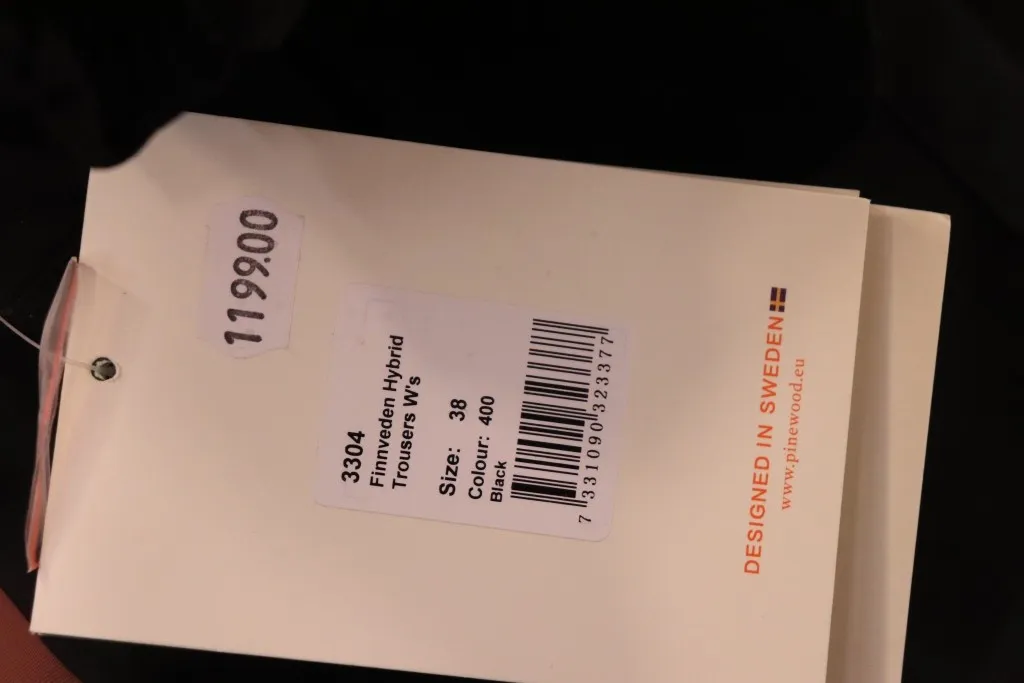 1199.00
3304
Finnveden Hybrid
Trousers W's
Size: 38
Colour: 400
Black
7 331090 323377
DESIGNED IN SWEDEN
www.pinewood.eu